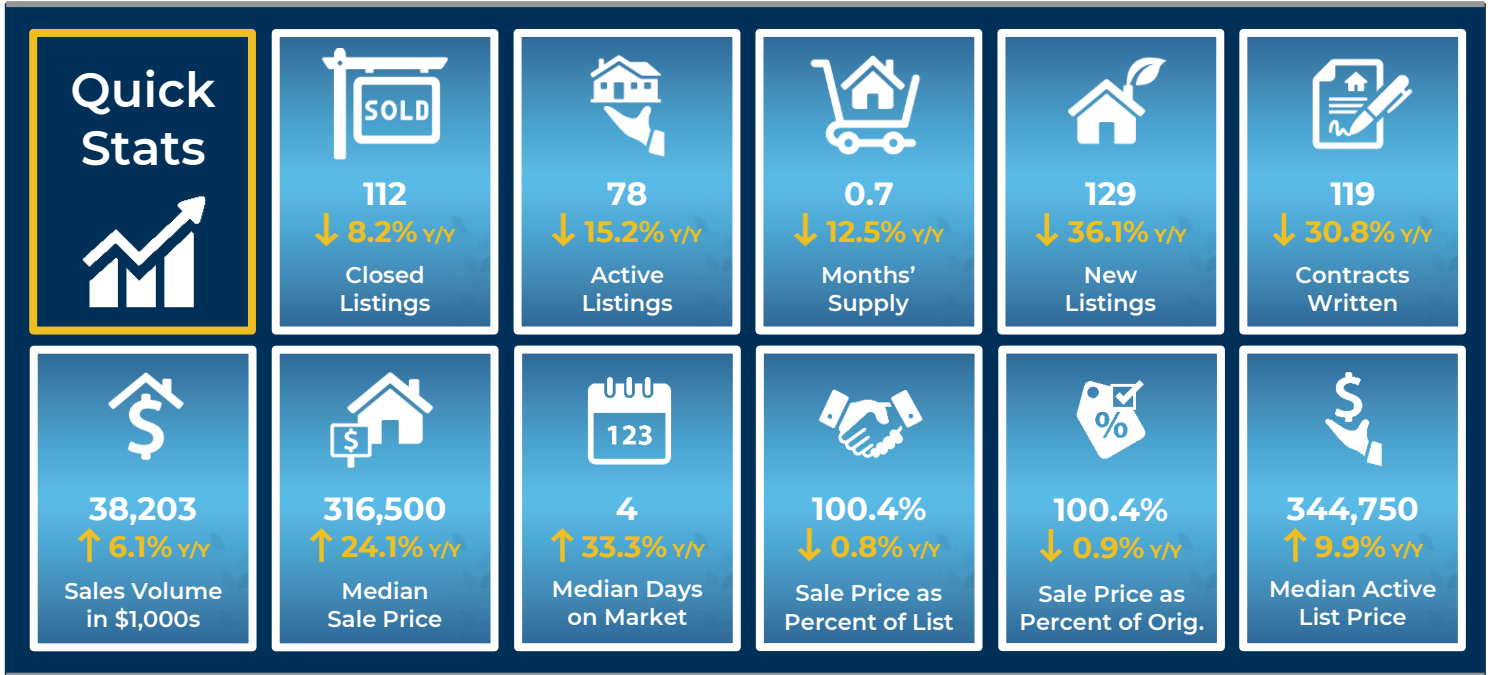 Quick
Stats
SOLD
112
↓ 8.2% Y/Y
Closed
Listings
78
↓ 15.2% Y/Y
Active
Listings
0.7
↓ 12.5% Y/Y
Months’
Supply
129
↓ 36.1% Y/Y
New
Listings
119
↓ 30.8% Y/Y
Contracts
Written
$
38,203
↑ 6.1% Y/Y
Sales Volume
in $1,000s
$
316,500
↑ 24.1% Y/Y
Median
Sale Price
123
4
↑ 33.3% Y/Y
Median Days
on Market
100.4%
↓ 0.8% Y/Y
Sale Price as
Percent of List
%
100.4%
↓ 0.9% Y/Y
Sale Price as
Percent of Orig.
$
344,750
↑ 9.9% Y/Y
Median Active
List Price